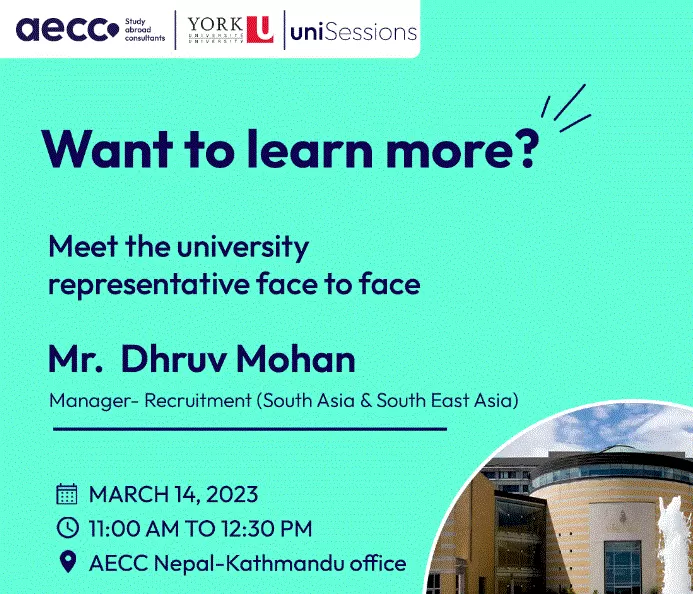 aecc Study
abroad
consultants
YORK U
UNIVERSITÉ
UNIVERSITY
uniSessions
Want to learn more?
Meet the university
representative face to face
Mr. Dhruv Mohan
Manager- Recruitment (South Asia & South East Asia)
MARCH 14, 2023
11:00 AM TO 12:30 PM
AECC Nepal-Kathmandu office